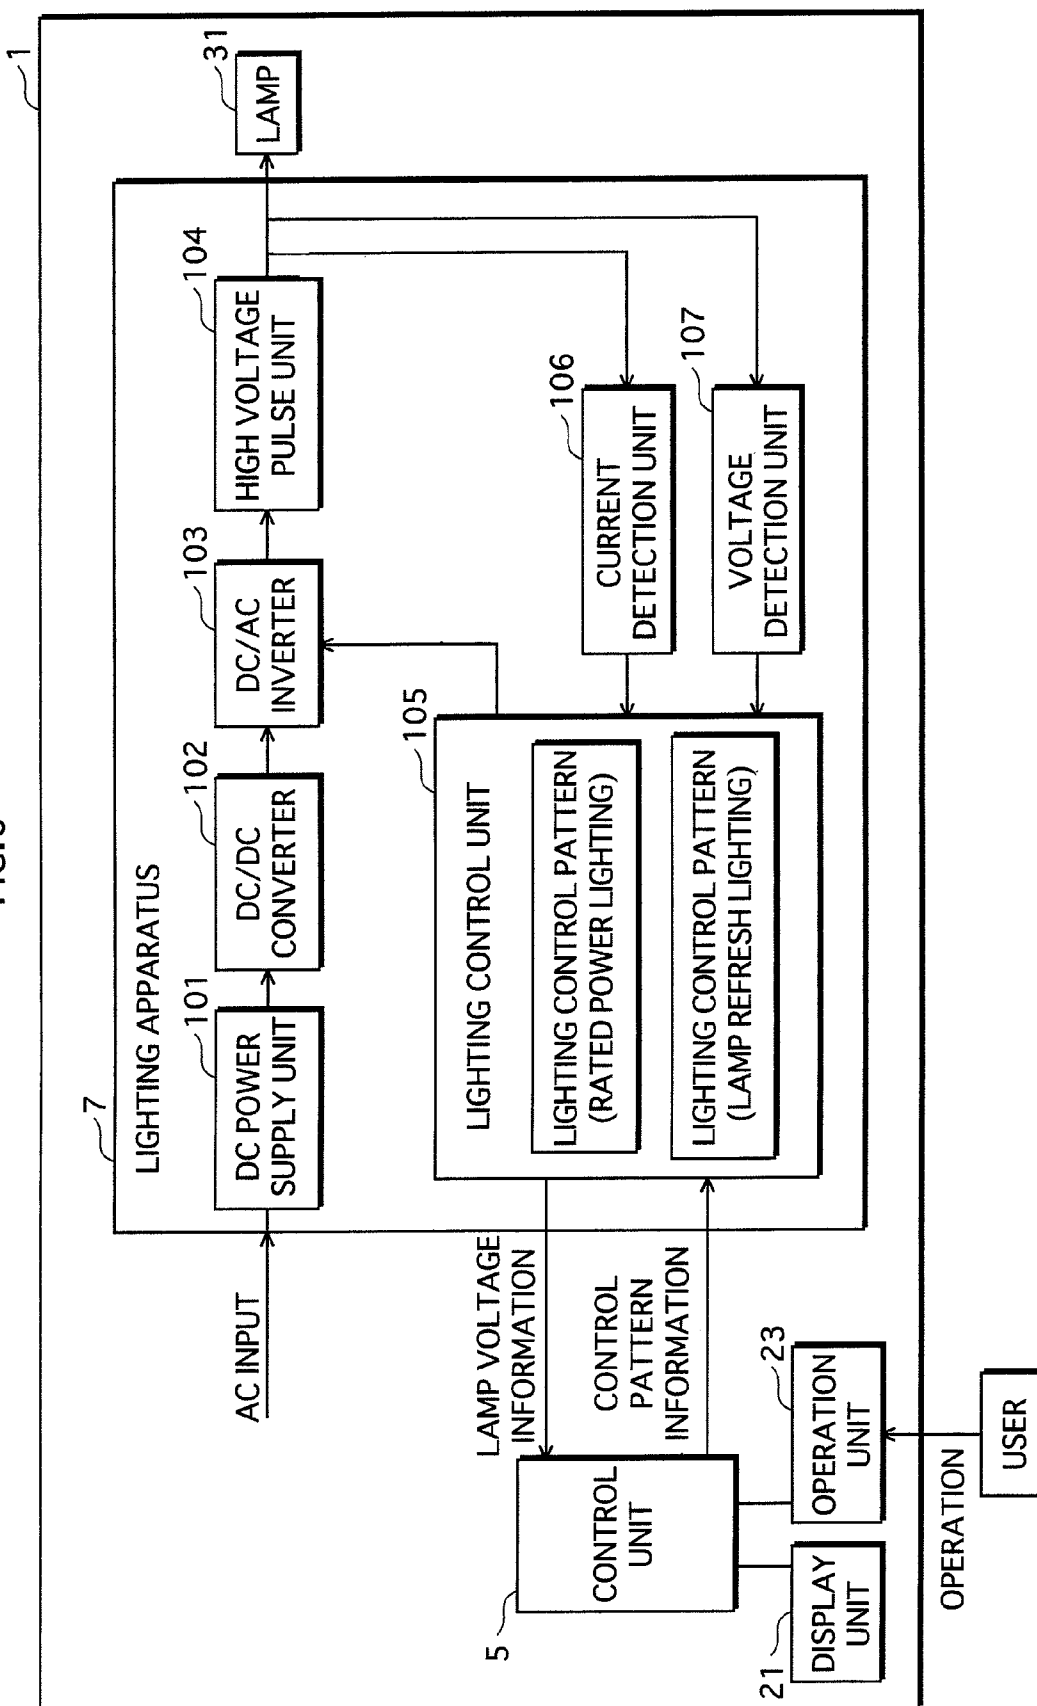 1
7
LIGHTING APPARATUS
101
102
103
104
31
AC INPUT
DC POWER
SUPPLY UNIT
DC/DC
CONVERTER
DC/AC
INVERTER
HIGH VOLTAGE
PULSE UNIT
LAMP
105
LIGHTING CONTROL UNIT
LIGHTING CONTROL PATTERN
(RATED POWER LIGHTING)
LIGHTING CONTROL PATTERN
(LAMP REFRESH LIGHTING)
106
CURRENT
DETECTION UNIT
107
VOLTAGE
DETECTION UNIT
LAMP VOLTAGE
INFORMATION
CONTROL
PATTERN
INFORMATION
5
CONTROL
UNIT
21
DISPLAY
UNIT
23
OPERATION
UNIT
OPERATION
USER